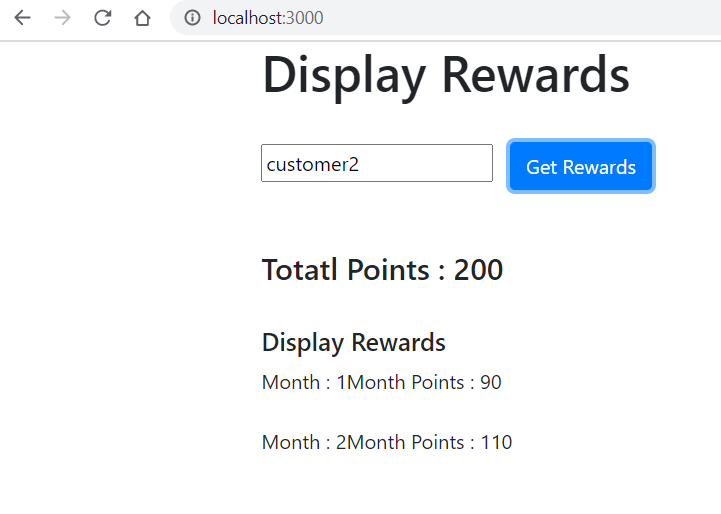 localhost:3000
Display Rewards
customer2 Get Rewards
Totatl Points : 200
Display Rewards
Month : 1Month Points : 90
Month : 2Month Points : 110